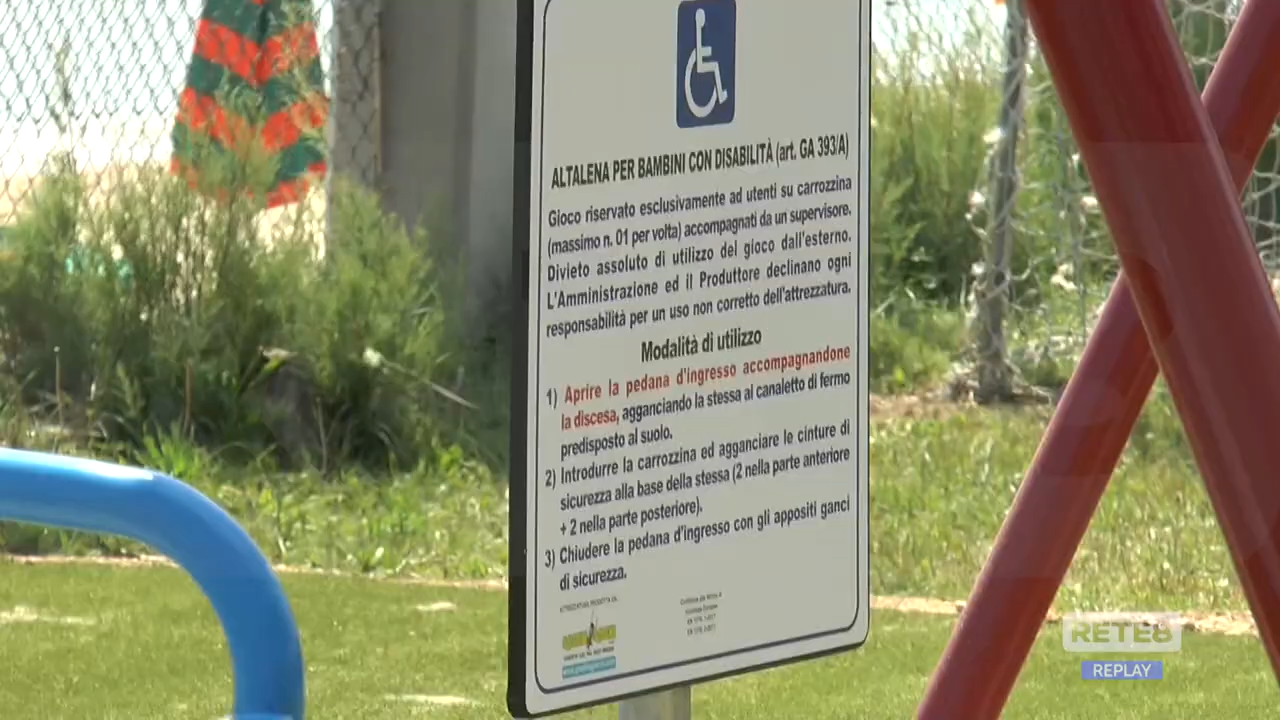 ALTALENA PER BAMBINI CON DISABILITÀ (art. GA 393/A)
Gioco riservato esclusivamente ad utenti su carrozzina
(massimo n. 01 per volta) accompagnati da un supervisore.
Divieto assoluto di utilizzo del gioco dall'esterno.
L'Amministrazione ed il Produttore declinano ogni
responsabilità per un uso non corretto dell'attrezzatura.
Modalità di utilizzo
1) Aprire la pedana d'ingresso accompagnandone
la discesa, agganciando la stessa al canaletto di fermo
predisposto al suolo.
2) Introdurre la carrozzina ed agganciare le cinture di
sicurezza alla base della stessa (2 nella parte anteriore
+ 2 nella parte posteriore).
3) Chiudere la pedana d'ingresso con gli appositi ganci
di sicurezza.
RETE8
REPLAY